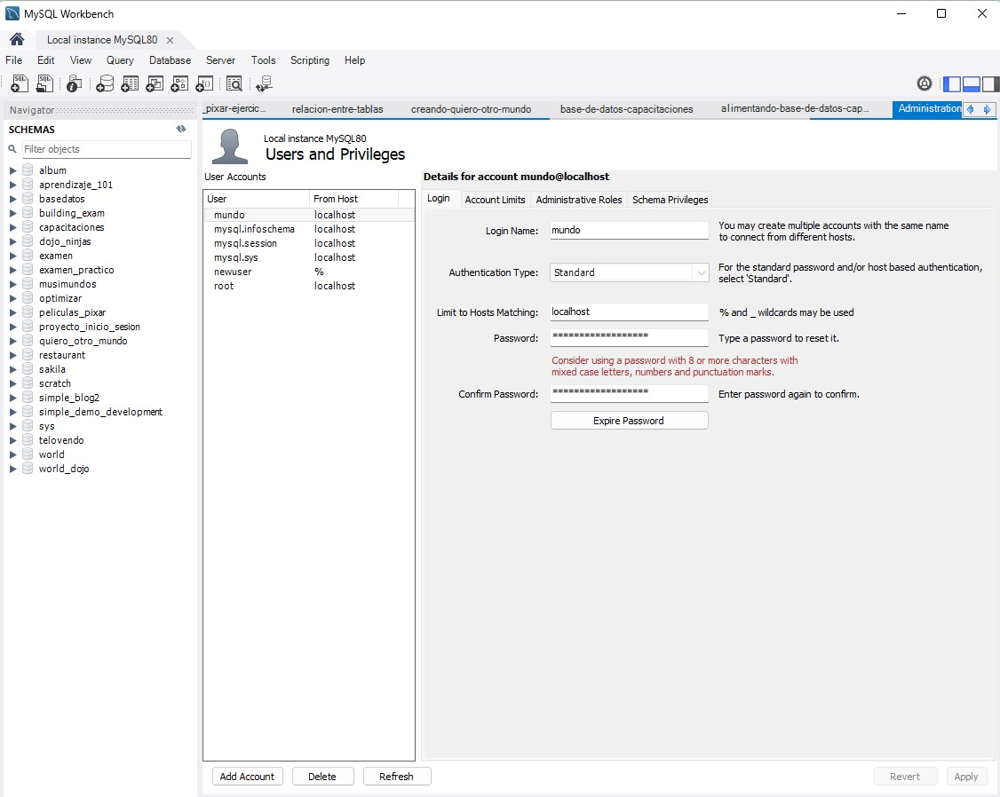 MySQL Workbench
Local instance MySQL80
File Edit View Query Database Server Tools Scripting Help
Navigator
_pixar-ejercic... relacion-entre-tablas creando-quiero-otro-mundo base-de-datos-capacitaciones alimentando-base-de-datos-cap... Administration
SCHEMAS
Filter objects
album
aprendizaje_101
basedatos
building_exam
capacitaciones
dojo_ninjas
examen
examen_practico
musimundos
optimizar
peliculas_pixar
proyecto_inicio_sesion
quiero_otro_mundo
restaurant
sakila
scratch
simple_blog2
simple_demo_development
sys
telovendo
world
world_dojo
Local instance MySQL80
Users and Privileges
User Accounts
User From Host
mundo localhost
mysql.infoschema localhost
mysql.session localhost
mysql.sys localhost
newuser %
root localhost
Add Account Delete Refresh
Details for account mundo@localhost
Login Account Limits Administrative Roles Schema Privileges
Login Name: mundo You may create multiple accounts with the same name
to connect from different hosts.
Authentication Type: Standard For the standard password and/or host based authentication,
select 'Standard'.
Limit to Hosts Matching: localhost % and _ wildcards may be used
Password: ****************** Type a password to reset it.
Consider using a password with 8 or more characters with
mixed case letters, numbers and punctuation marks.
Confirm Password: ****************** Enter password again to confirm.
Expire Password
Revert Apply